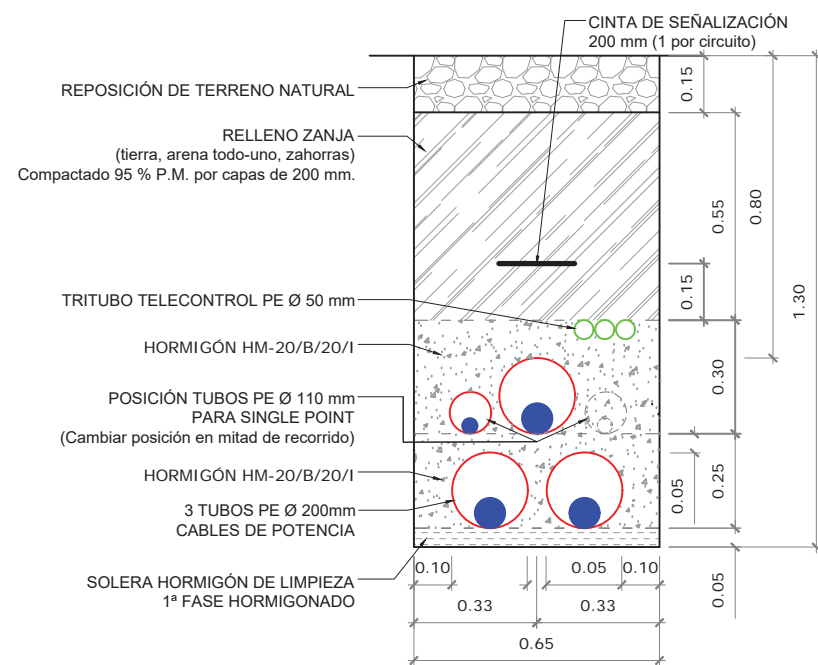 CINTA DE SEÑALIZACIÓN
200 mm (1 por circuito)
REPOSICIÓN DE TERRENO NATURAL
RELLENO ZANJA
(tierra, arena todo-uno, zahorras)
Compactado 95 % P.M. por capas de 200 mm.
TRITUBO TELECONTROL PE Ø 50 mm
HORMIGÓN HM-20/B/20/I
POSICIÓN TUBOS PE Ø 110 mm
PARA SINGLE POINT
(Cambiar posición en mitad de recorrido)
HORMIGÓN HM-20/B/20/I
3 TUBOS PE Ø 200mm
CABLES DE POTENCIA
SOLERA HORMIGÓN DE LIMPIEZA
1ª FASE HORMIGONADO
0.15
0.55
0.80
0.15
1.30
0.30
0.05
0.25
0.05
0.10
0.05
0.10
0.33
0.33
0.65